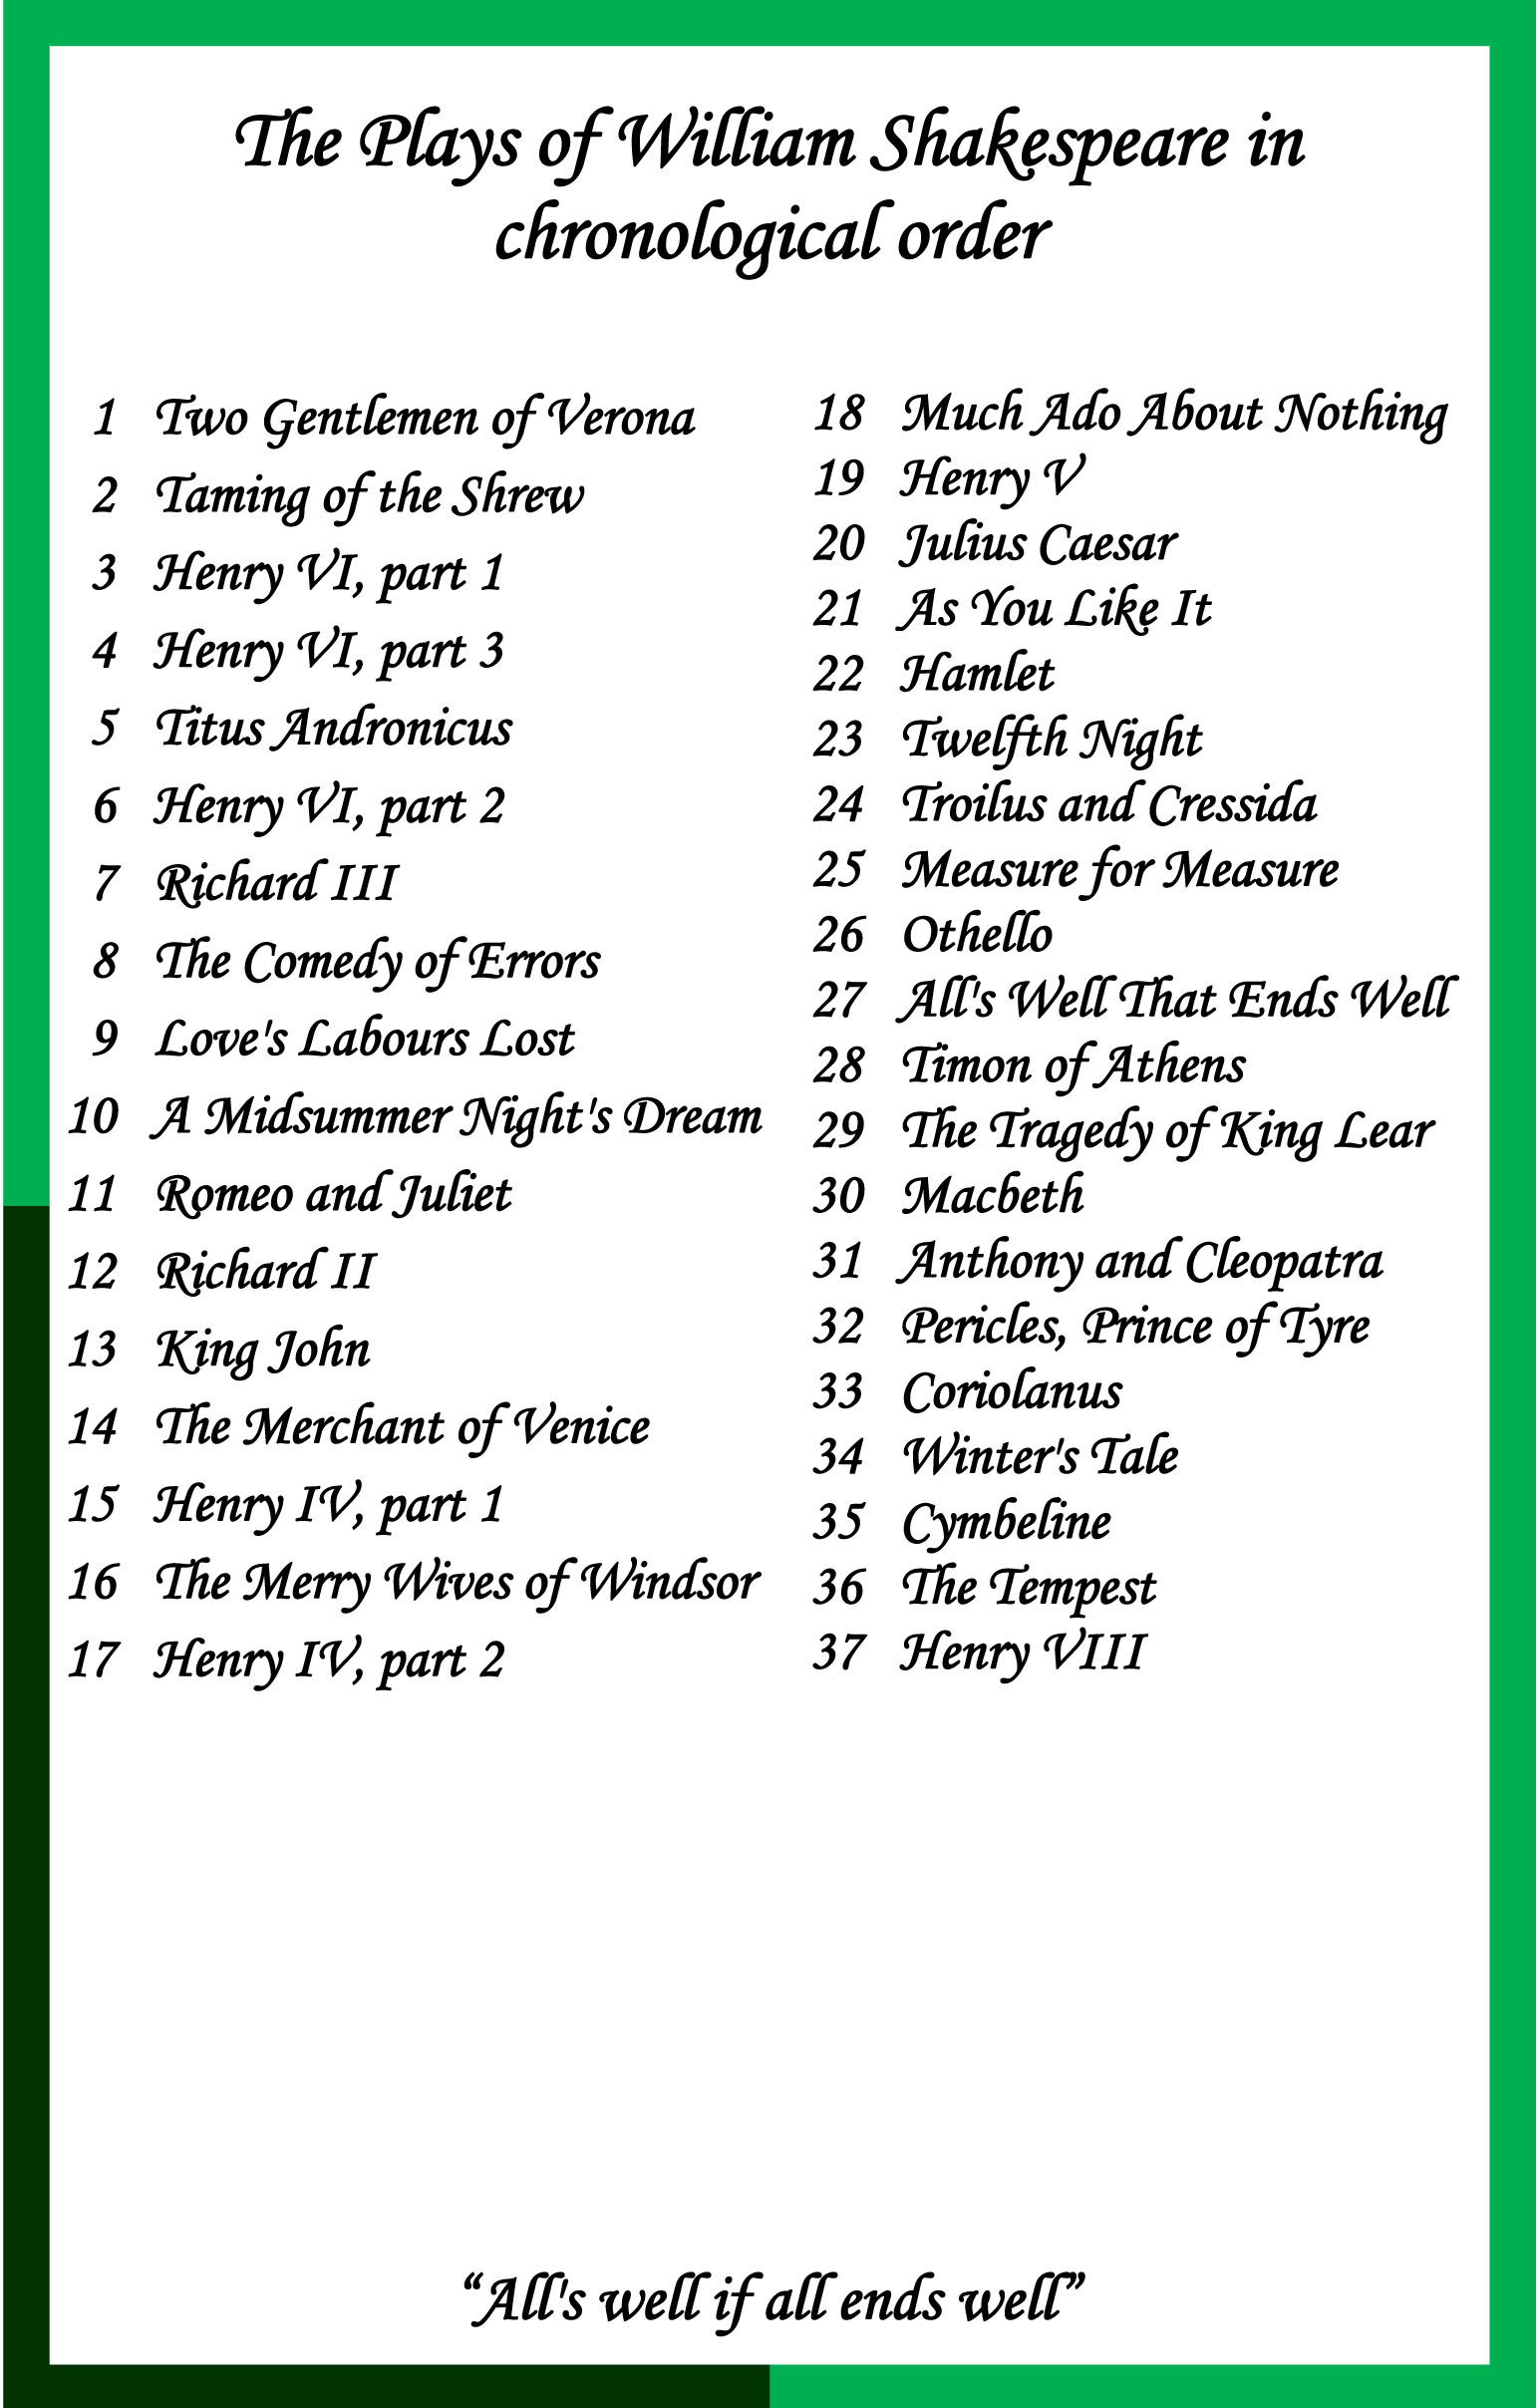 The Plays of William Shakespeare in
chronological order
1 Two Gentlemen of Verona
2 Taming of the Shrew
3 Henry VI, part 1
4 Henry VI, part 3
5 Titus Andronicus
6 Henry VI, part 2
7 Richard III
8 The Comedy of Errors
9 Love's Labours Lost
10 A Midsummer Night's Dream
11 Romeo and Juliet
12 Richard II
13 King John
14 The Merchant of Venice
15 Henry IV, part 1
16 The Merry Wives of Windsor
17 Henry IV, part 2
18 Much Ado About Nothing
19 Henry V
20 Julius Caesar
21 As You Like It
22 Hamlet
23 Twelfth Night
24 Troilus and Cressida
25 Measure for Measure
26 Othello
27 All's Well That Ends Well
28 Timon of Athens
29 The Tragedy of King Lear
30 Macbeth
31 Anthony and Cleopatra
32 Pericles, Prince of Tyre
33 Coriolanus
34 Winter's Tale
35 Cymbeline
36 The Tempest
37 Henry VIII
“All's well if all ends well”